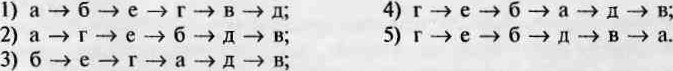 1) а → б → е → г → в → д;
2) а → г → е → б → д → в;
3) б → е → г → а → д → в;
4) г → е → б → а → д → в;
5) г → е → б → д → в → а.